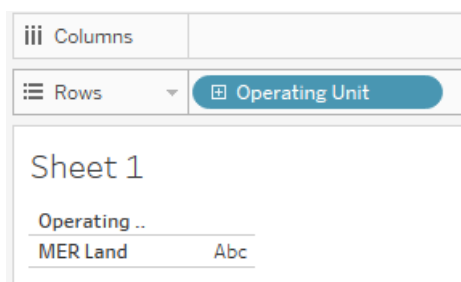 Columns
Rows
Operating Unit
Sheet 1
Operating ..
MER Land Abc